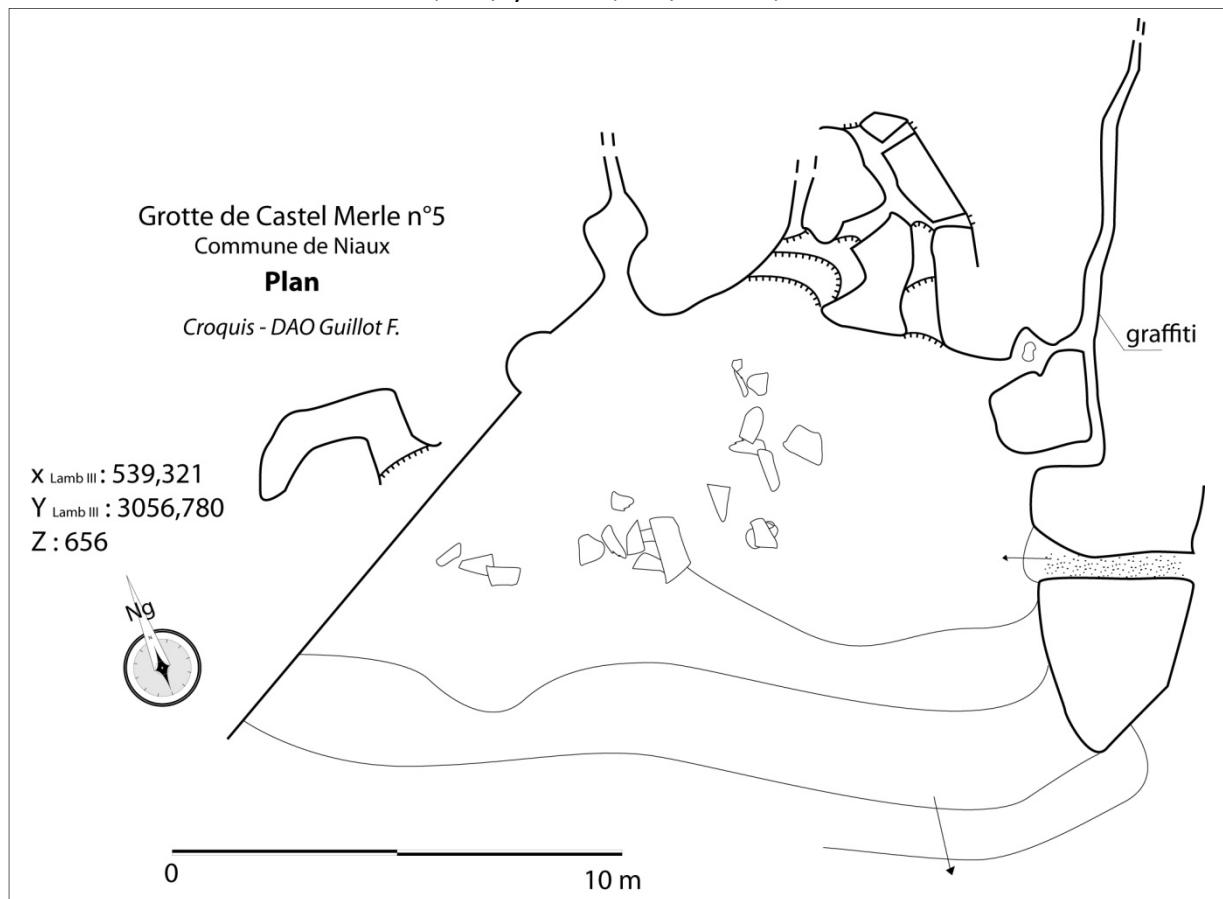 Grotte de Castel Merle n°5
Commune de Niaux
Plan
Croquis - DAO Guillot F.
graffiti
X Lamb III : 539,321
Y Lamb III : 3056,780
Z : 656
Ng
0
10 m